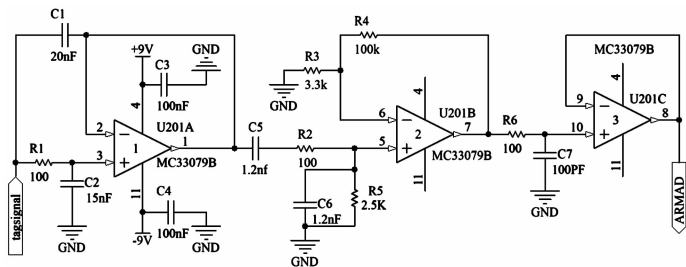 C1
20nF
+9V
GND
C3
100nF
4
2
U201A
1
1
MC33079B
3
R1
100
C2
15nF
GND
tagsignal
11
C4
100nF
-9V
GND
C5
1.2nf
R2
100
R3
3.3k
GND
R4
100k
4
6
U201B
2
7
5
MC33079B
11
C6
1.2nF
R5
2.5K
GND
R6
100
C7
100PF
GND
MC33079B
4
9
U201C
3
8
10
11
ARMAD